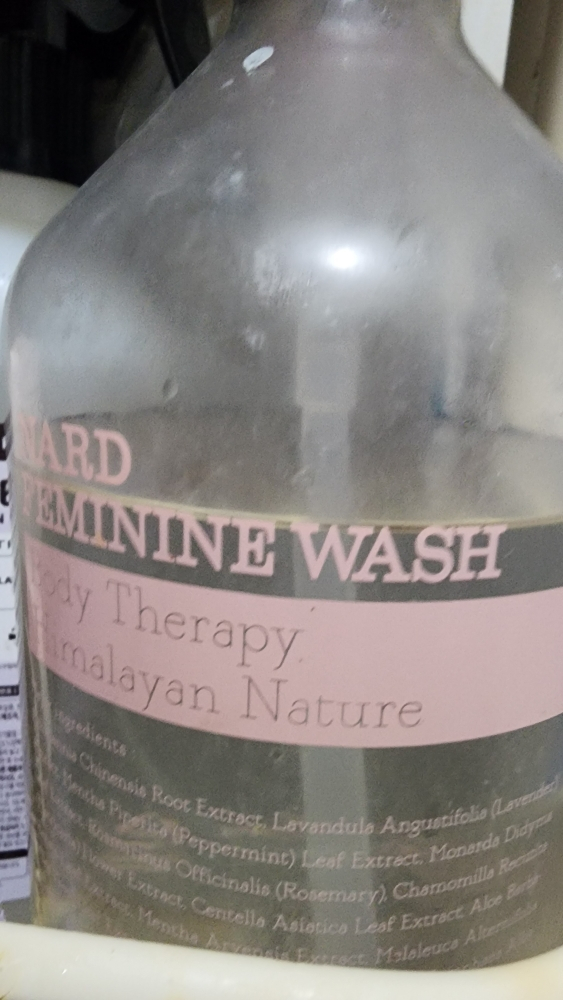 NARD
FEMININE WASH
Body Therapy
Himalayan Nature
Ingredients
Chinensis Root Extract, Lavandula Angustifolia (Lavender)
Mentha Piperita (Peppermint) Leaf Extract, Monarda Didyma
Officinalis (Rosemary), Chamomilla Recutita
Flower Extract, Centella Asiatica Leaf Extract, Aloe
Mentha Arvensis Extract, Melaleuca Alternifolia